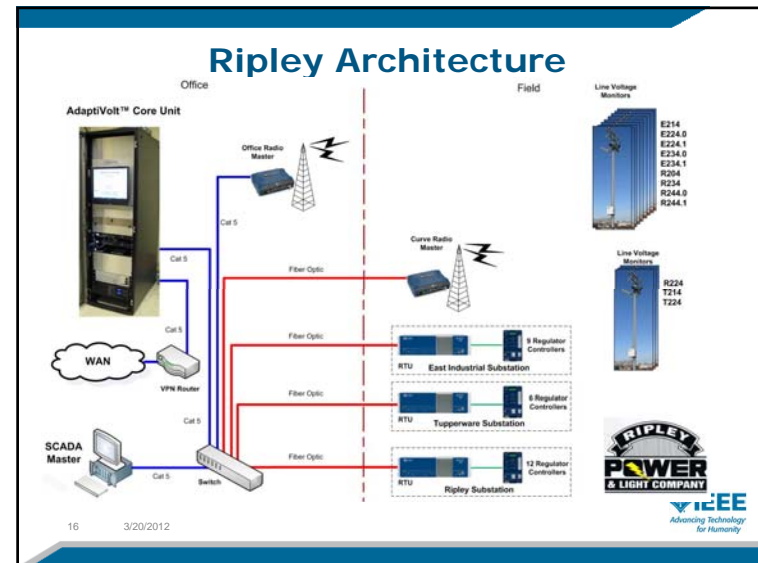 Ripley Architecture
Office
Field
AdaptiVolt™ Core Unit
Office Radio
Master
Cat 5
Cat 5
Cat 5
WAN
VPN Router
Cat 5
SCADA
Master
Cat 5
Switch
Fiber Optic
Curve Radio
Master
Fiber Optic
RTU
9 Regulator
Controllers
East Industrial Substation
Fiber Optic
RTU
6 Regulator
Controllers
Tupperware Substation
Fiber Optic
RTU
12 Regulator
Controllers
Ripley Substation
Line Voltage
Monitors
E214
E224.0
E224.1
E234.0
E234.1
R204
R234
R244.0
R244.1
Line Voltage
Monitors
R224
T214
T224
RIPLEY
POWER
& LIGHT COMPANY
IEEE
Advancing Technology
for Humanity
16 3/20/2012